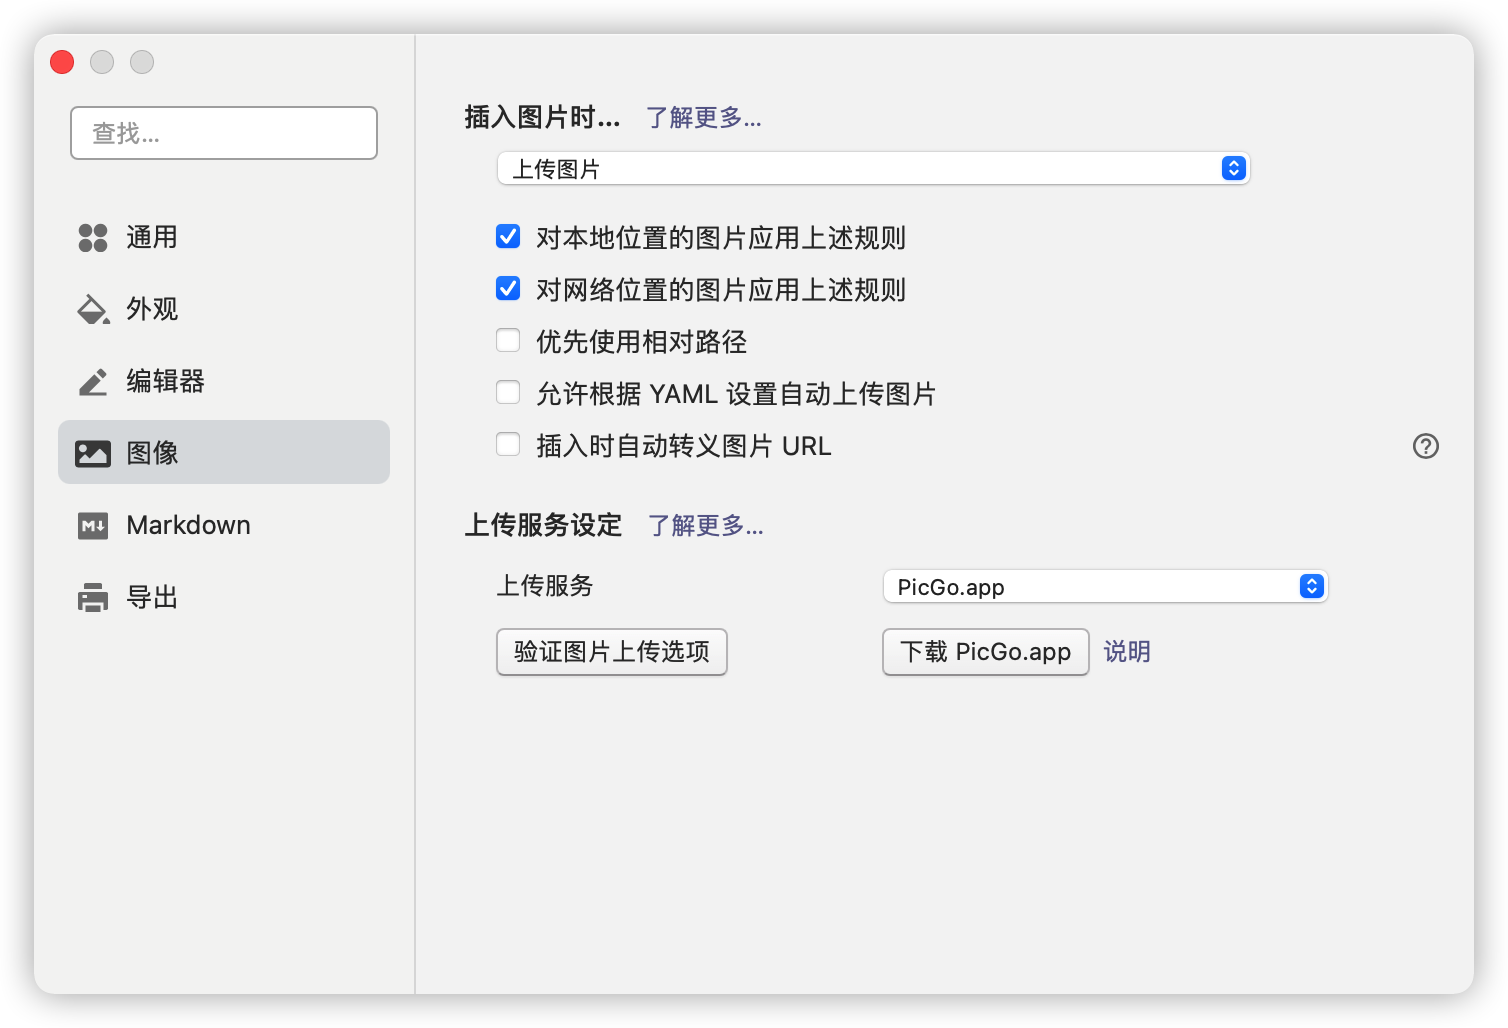 查找...
通用
外观
编辑器
图像
Markdown
导出
插入图片时... 了解更多...
上传图片
对本地位置的图片应用上述规则
对网络位置的图片应用上述规则
优先使用相对路径
允许根据 YAML 设置自动上传图片
插入时自动转义图片 URL
上传服务设定 了解更多...
上传服务 PicGo.app
验证图片上传选项 下载 PicGo.app 说明